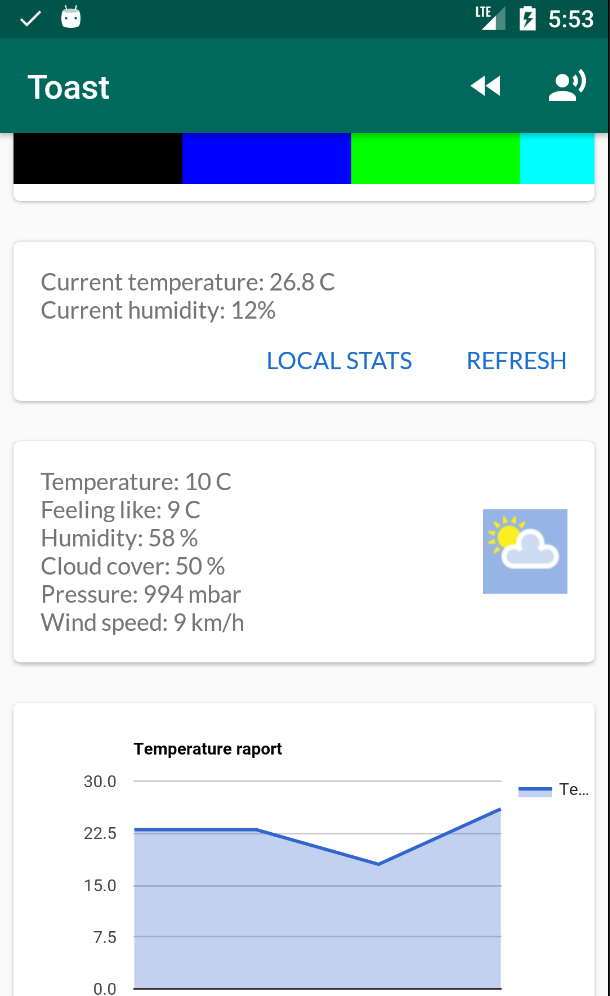 LTE 5:53
Toast
Current temperature: 26.8 C
Current humidity: 12%
LOCAL STATS REFRESH
Temperature: 10 C
Feeling like: 9 C
Humidity: 58 %
Cloud cover: 50 %
Pressure: 994 mbar
Wind speed: 9 km/h
Temperature raport
30.0
Te...
22.5
15.0
7.5
0.0